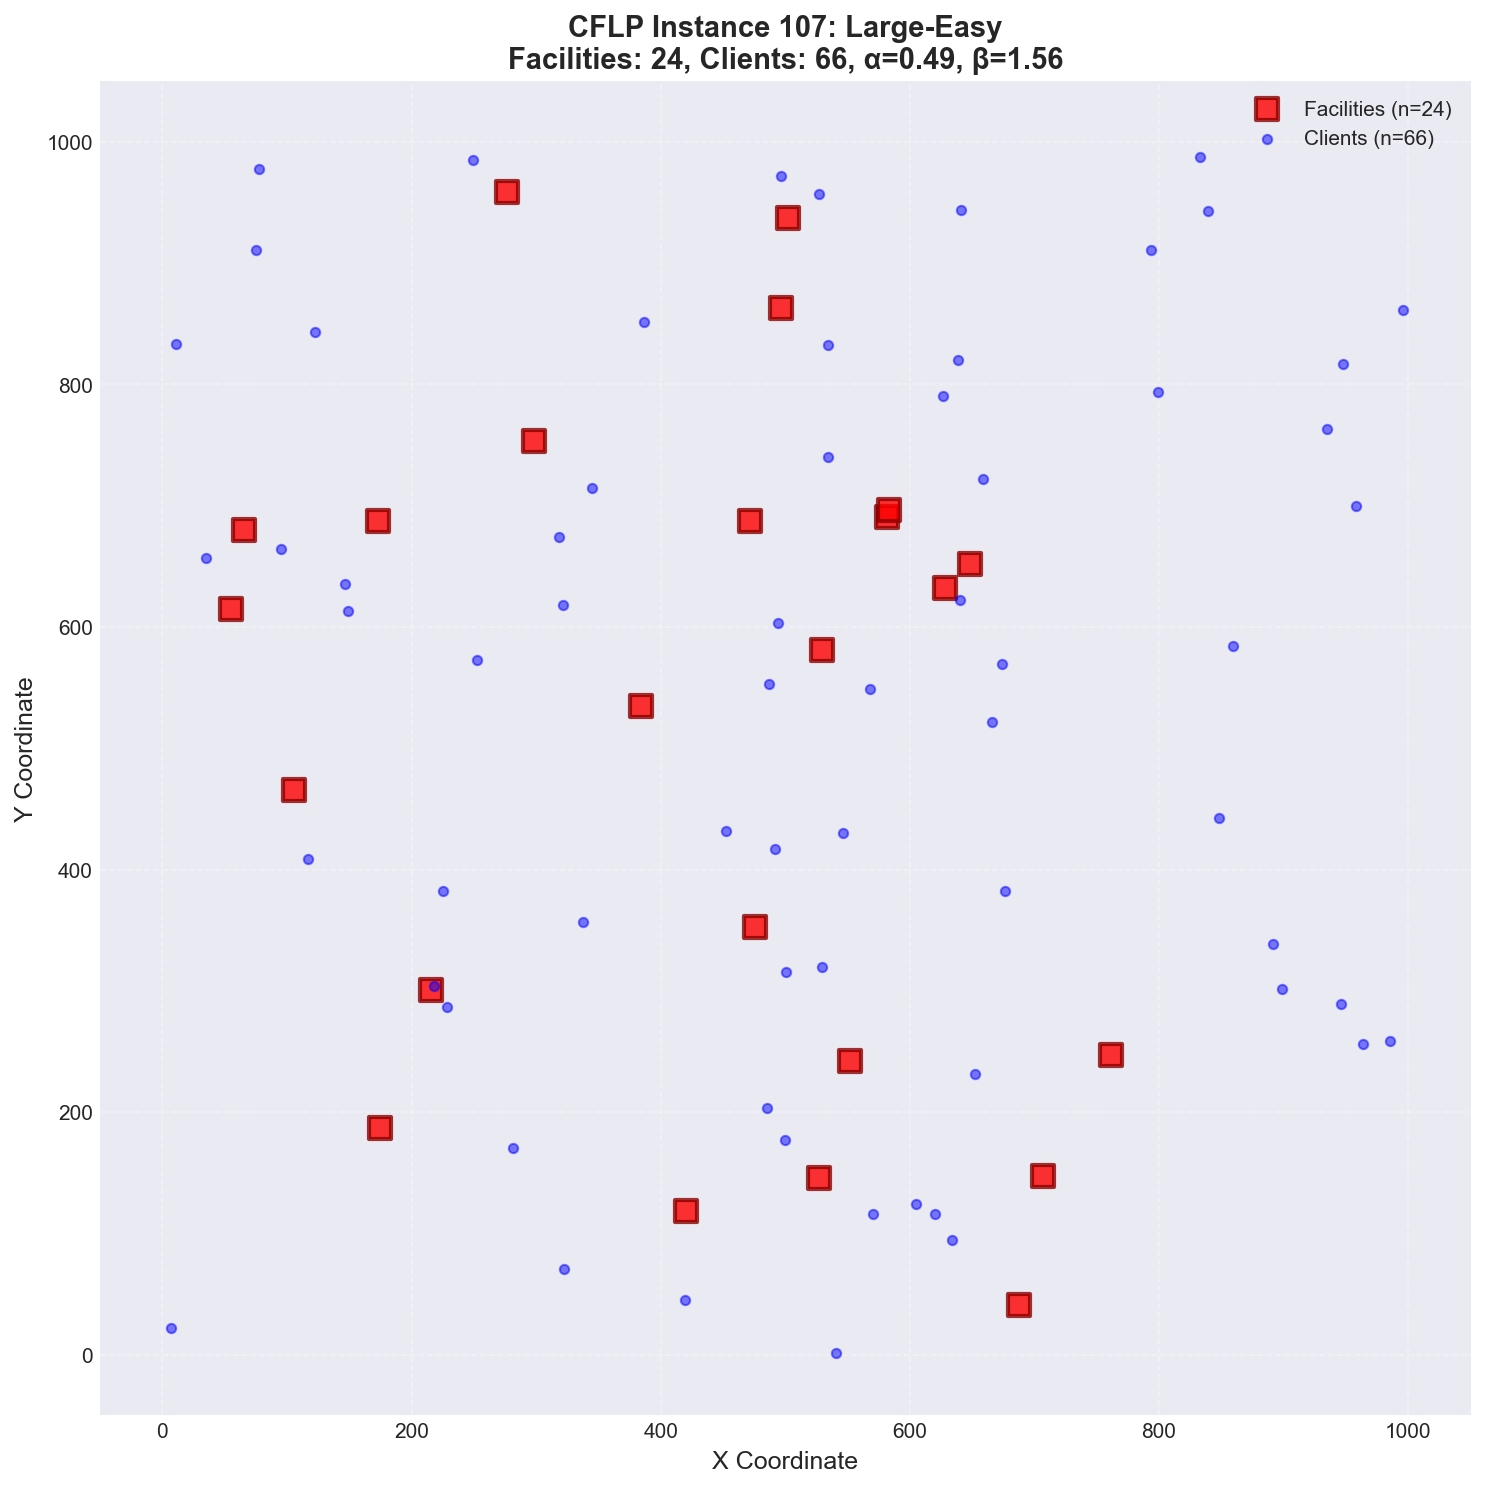 CFLP Instance 107: Large-Easy
Facilities: 24, Clients: 66, α=0.49, β=1.56
Facilities (n=24)
Clients (n=66)
1000
800
600
400
200
0
Y Coordinate
0 200 400 600 800 1000
X Coordinate